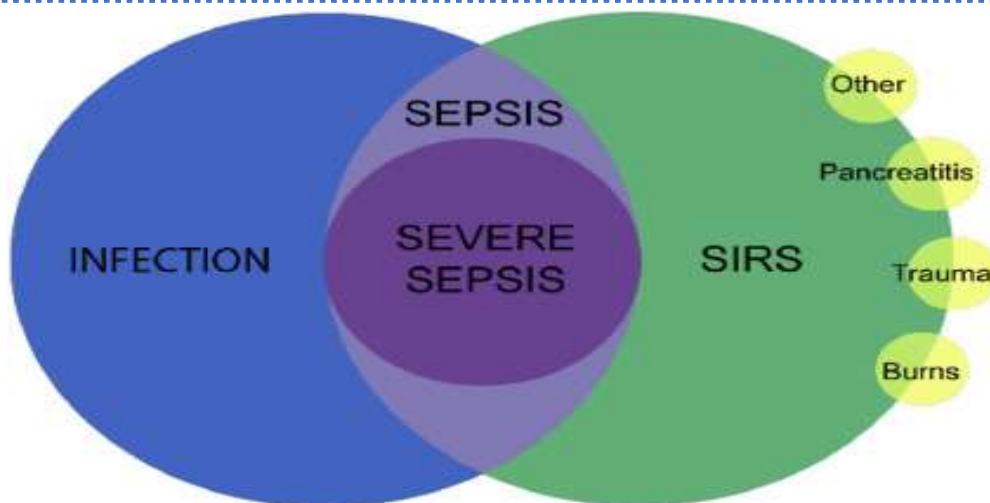 Other
SEPSIS
Pancreatitis
INFECTION
SEVERE
SEPSIS
SIRS
Trauma
Burns